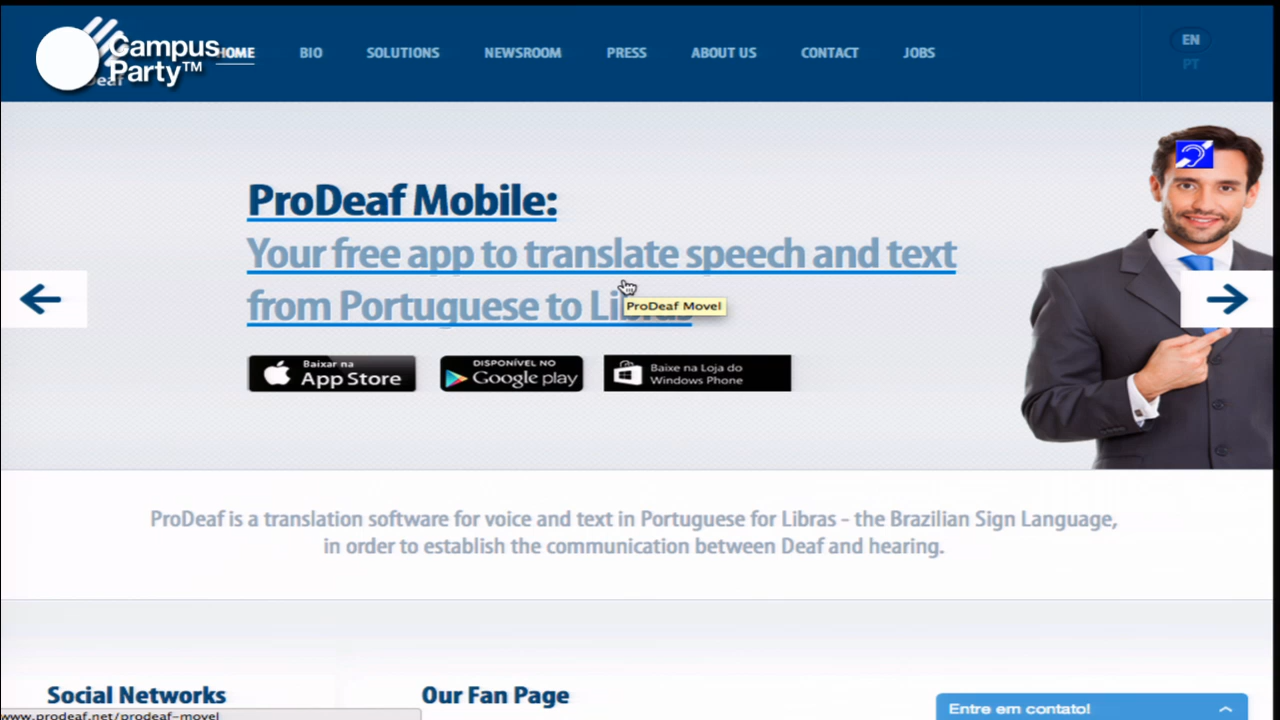 Campus
Party™
HOME
BIO
SOLUTIONS
NEWSROOM
PRESS
ABOUT US
CONTACT
JOBS
EN
PT
ProDeaf Mobile:
Your free app to translate speech and text
from Portuguese to Libras
ProDeaf Movel
Baixar na
App Store
DISPONÍVEL NO
Google play
Baixe na Loja do
Windows Phone
ProDeaf is a translation software for voice and text in Portuguese for Libras - the Brazilian Sign Language,
in order to establish the communication between Deaf and hearing.
Social Networks
Our Fan Page
Entre em contato!
www.prodeaf.net/prodeaf-movel